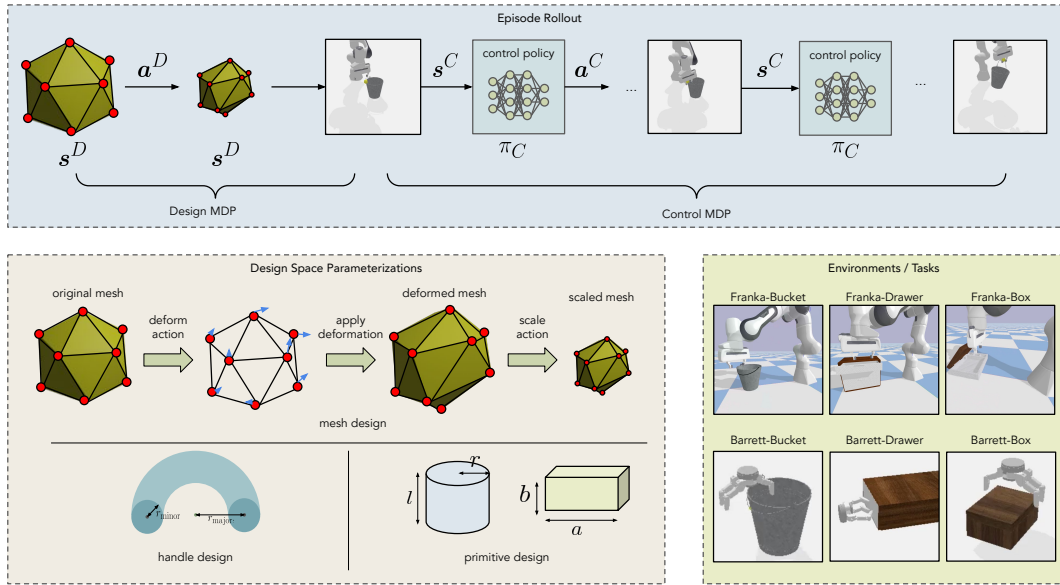 Episode Rollout
control policy
control policy
a^D
s^C
a^C
s^C
...
...
s^D
s^D
π_C
π_C
Design MDP
Control MDP
Design Space Parameterizations
original mesh
deformed mesh
scaled mesh
deform
action
apply
deformation
scale
action
mesh design
r_minor
r_major.
handle design
l
r
b
a
primitive design
Environments / Tasks
Franka-Bucket
Franka-Drawer
Franka-Box
Barrett-Bucket
Barrett-Drawer
Barrett-Box